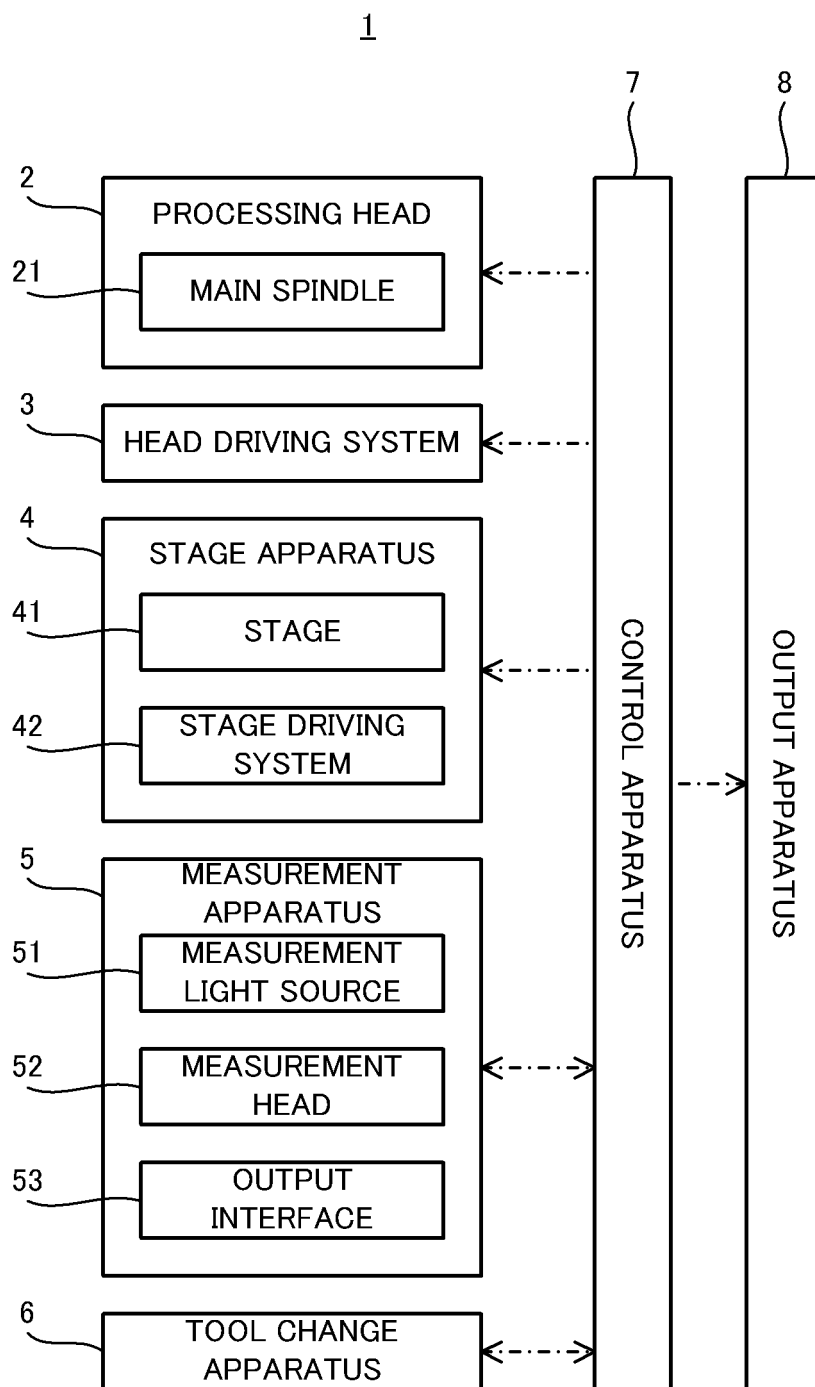 1
7
8
2
PROCESSING HEAD
21
MAIN SPINDLE
3
HEAD DRIVING SYSTEM
4
STAGE APPARATUS
41
STAGE
42
STAGE DRIVING
SYSTEM
5
MEASUREMENT
APPARATUS
51
MEASUREMENT
LIGHT SOURCE
52
MEASUREMENT
HEAD
53
OUTPUT
INTERFACE
6
TOOL CHANGE
APPARATUS
CONTROL APPARATUS
OUTPUT APPARATUS